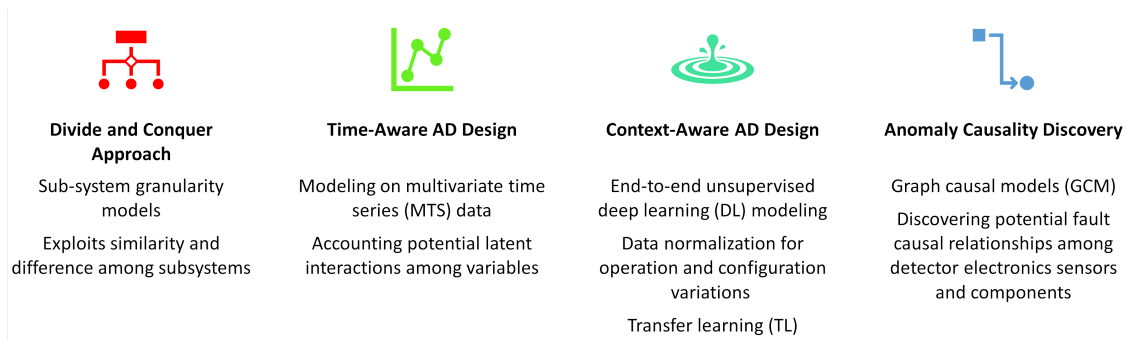 Divide and Conquer
Approach
Sub-system granularity
models
Exploits similarity and
difference among subsystems
Time-Aware AD Design
Modeling on multivariate time
series (MTS) data
Accounting potential latent
interactions among variables
Context-Aware AD Design
End-to-end unsupervised
deep learning (DL) modeling
Data normalization for
operation and configuration
variations
Transfer learning (TL)
Anomaly Causality Discovery
Graph causal models (GCM)
Discovering potential fault
causal relationships among
detector electronics sensors
and components